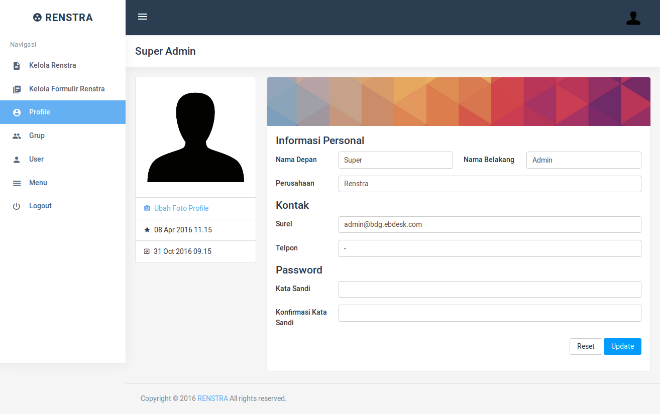 RENSTRA
Navigasi
Kelola Renstra
Kelola Formulir Renstra
Profile
Grup
User
Menu
Logout
Super Admin
Ubah Foto Profile
08 Apr 2016 11.15
31 Oct 2016 09.15
Informasi Personal
Nama Depan Super Nama Belakang Admin
Perusahaan Renstra
Kontak
Surel admin@bdg.ebdesk.com
Telpon -
Password
Kata Sandi
Konfirmasi Kata
Sandi
Reset Update
Copyright © 2016 RENSTRA All rights reserved.